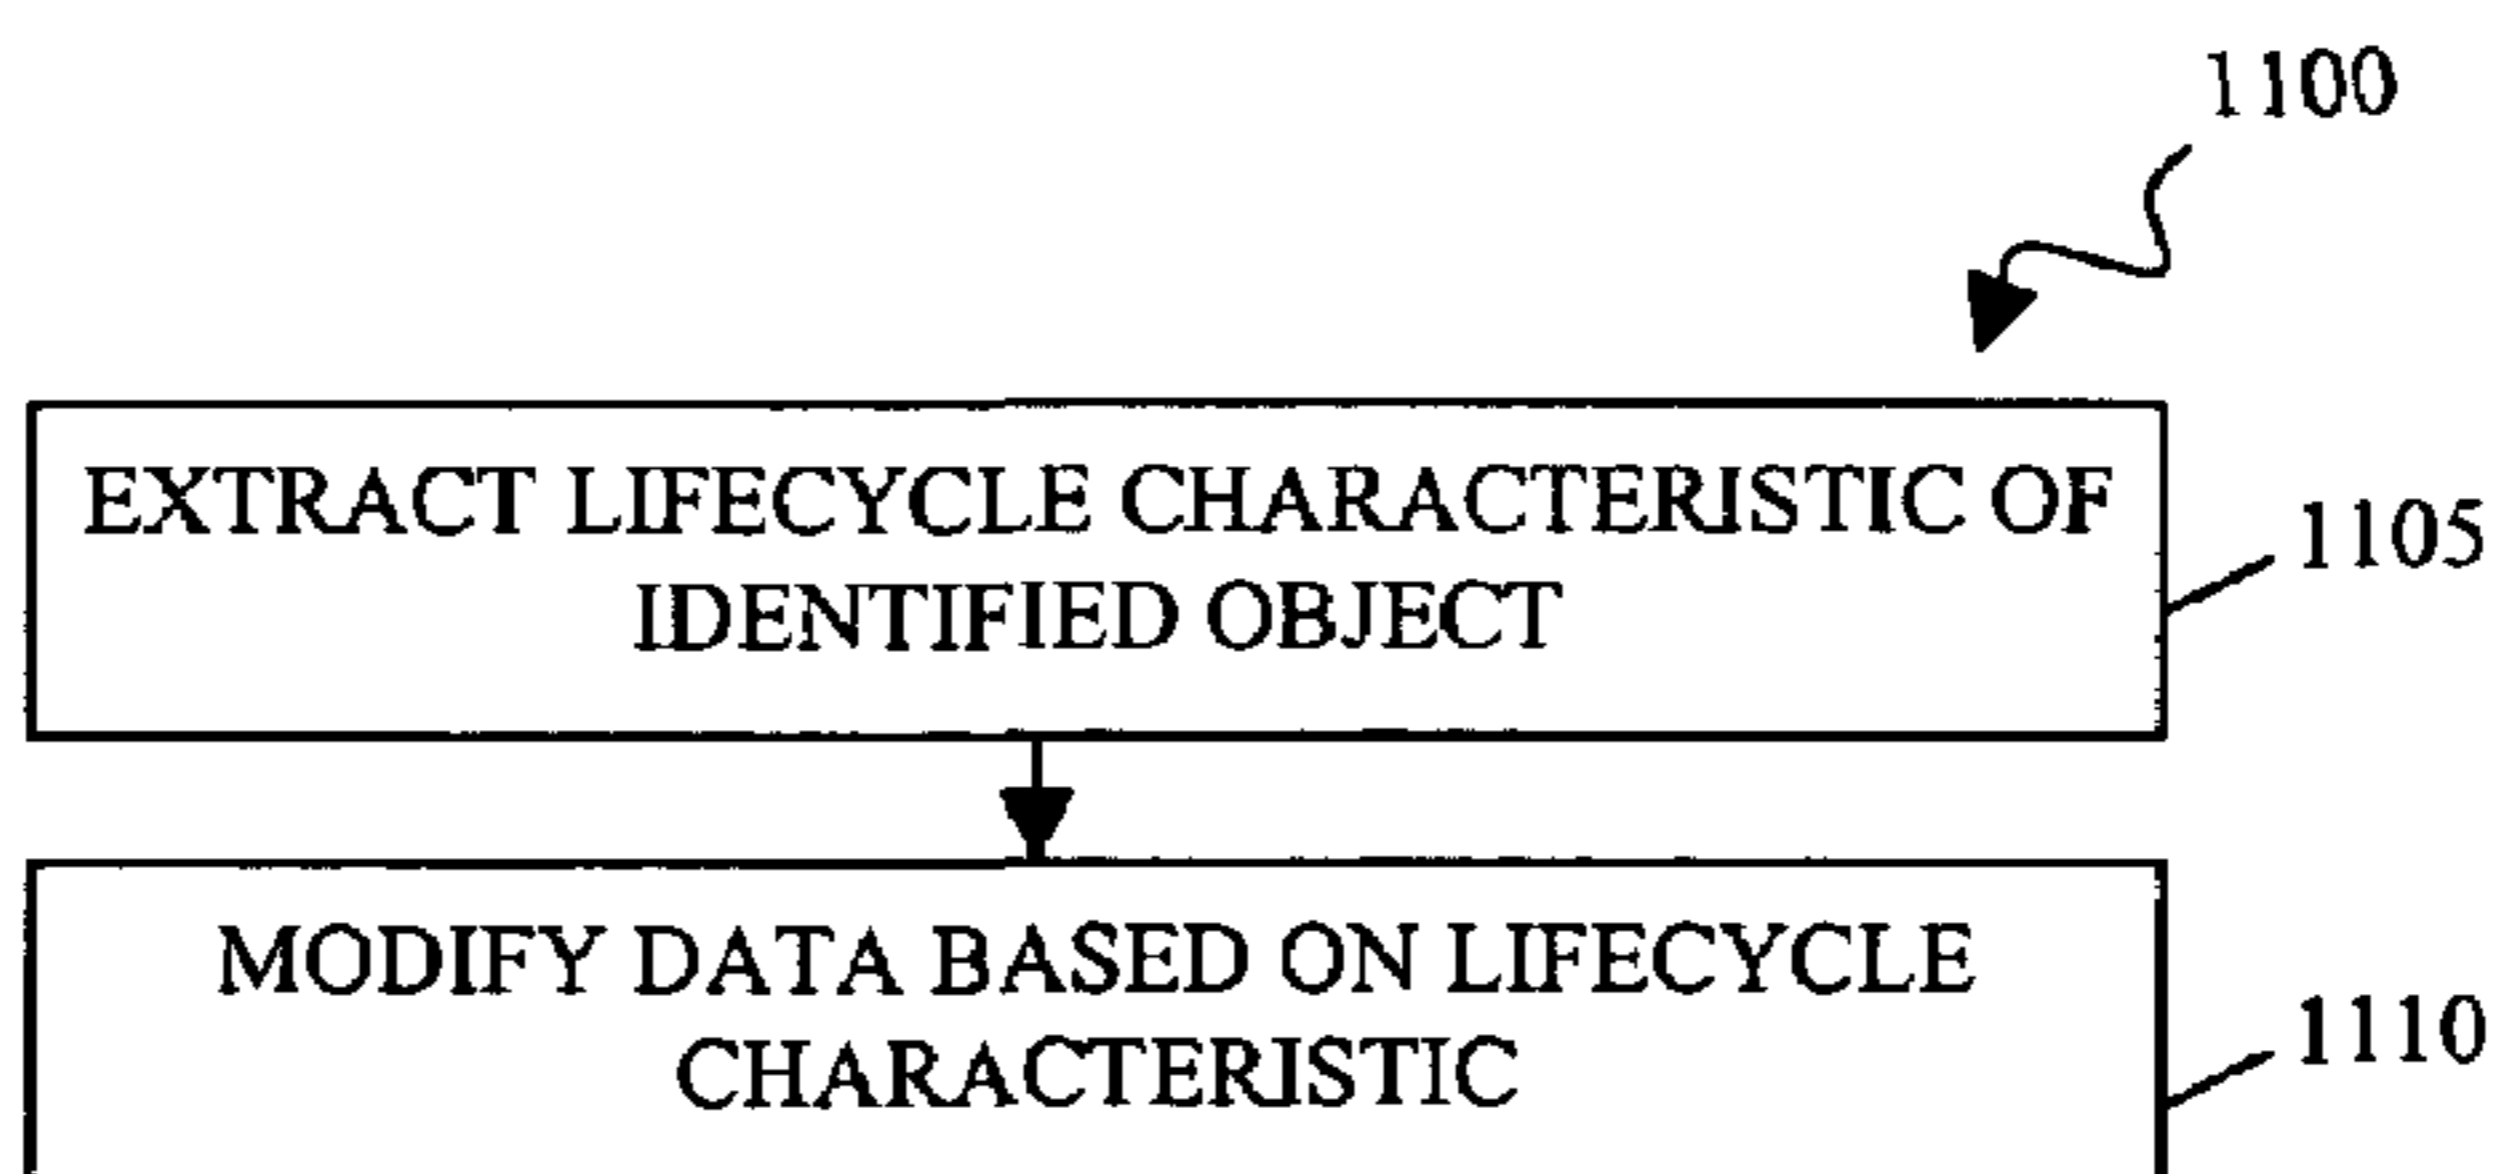 1100
EXTRACT LIFECYCLE CHARACTERISTIC OF
IDENTIFIED OBJECT
1105
MODIFY DATA BASED ON LIFECYCLE
CHARACTERISTIC
1110